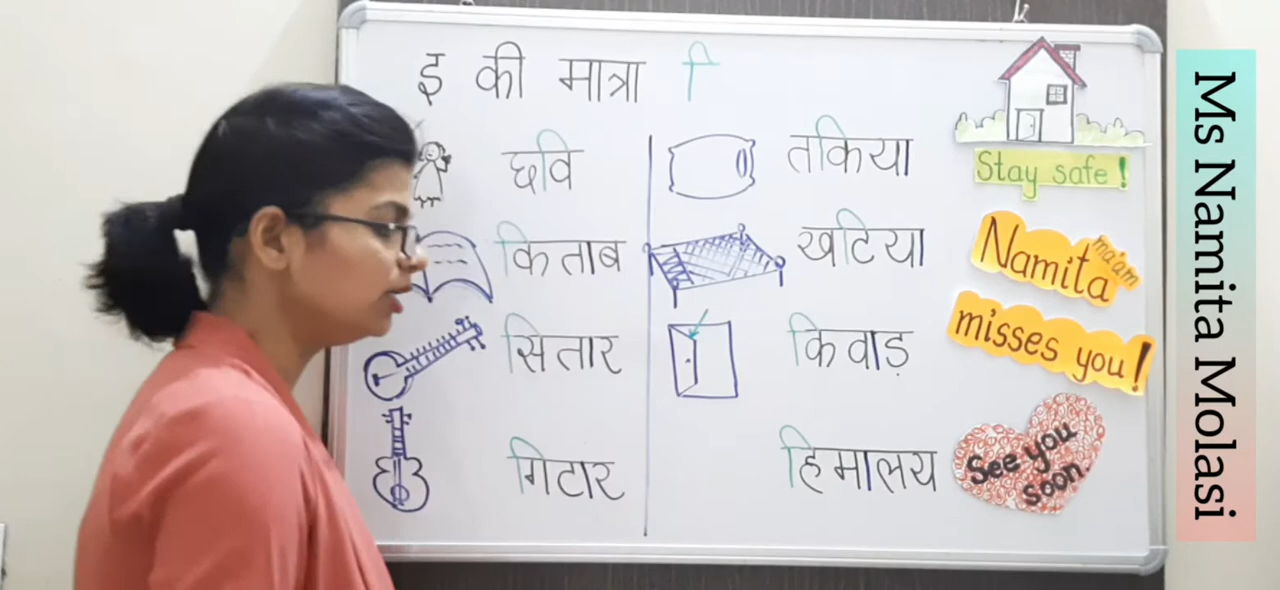 इ की मात्रा ि
छवि
किताब
सितार
गिटार
तकिया
खटिया
किवाड़
हिमालय
Stay safe!
Namita
ma'am
misses you!
See you
soon.
Ms Namita Molasi